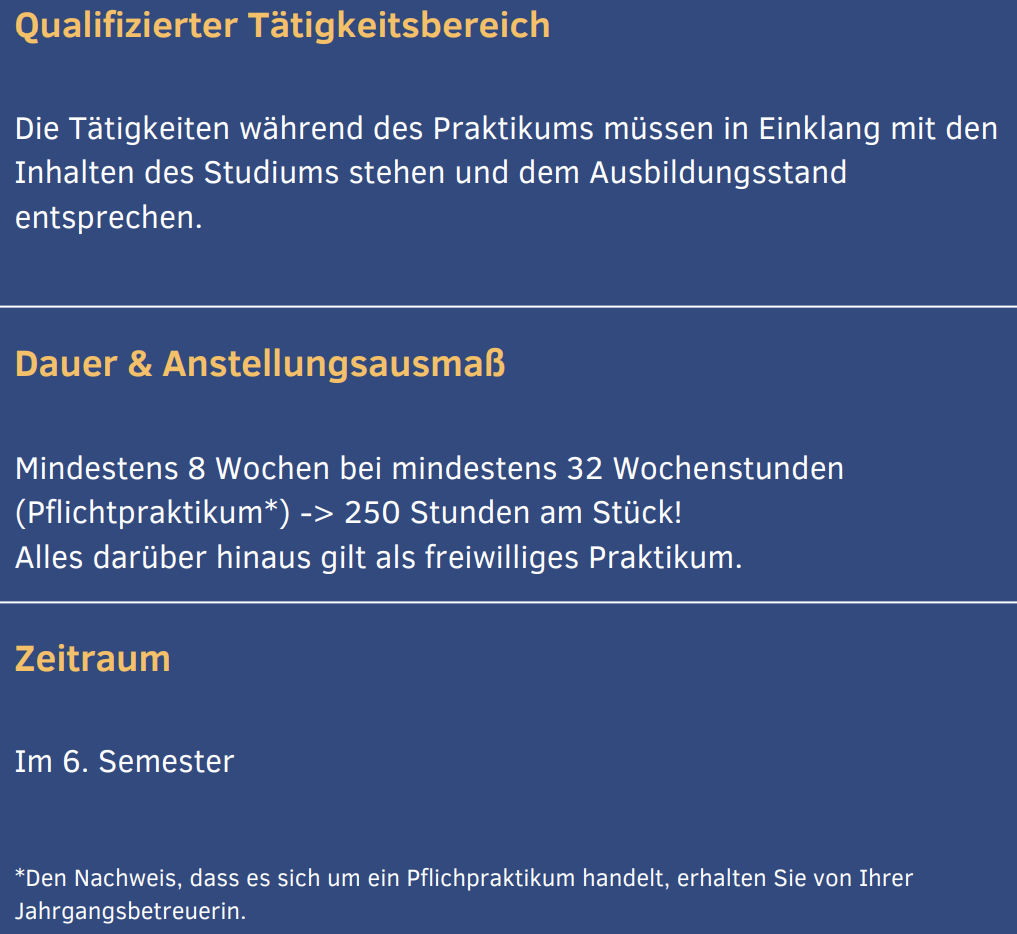 Qualifizierter Tätigkeitsbereich
Die Tätigkeiten während des Praktikums müssen in Einklang mit den
Inhalten des Studiums stehen und dem Ausbildungsstand
entsprechen.
Dauer & Anstellungsausmaß
Mindestens 8 Wochen bei mindestens 32 Wochenstunden
(Pflichtpraktikum*) -> 250 Stunden am Stück!
Alles darüber hinaus gilt als freiwilliges Praktikum.
Zeitraum
Im 6. Semester
*Den Nachweis, dass es sich um ein Pflichpraktikum handelt, erhalten Sie von Ihrer
Jahrgangsbetreuerin.